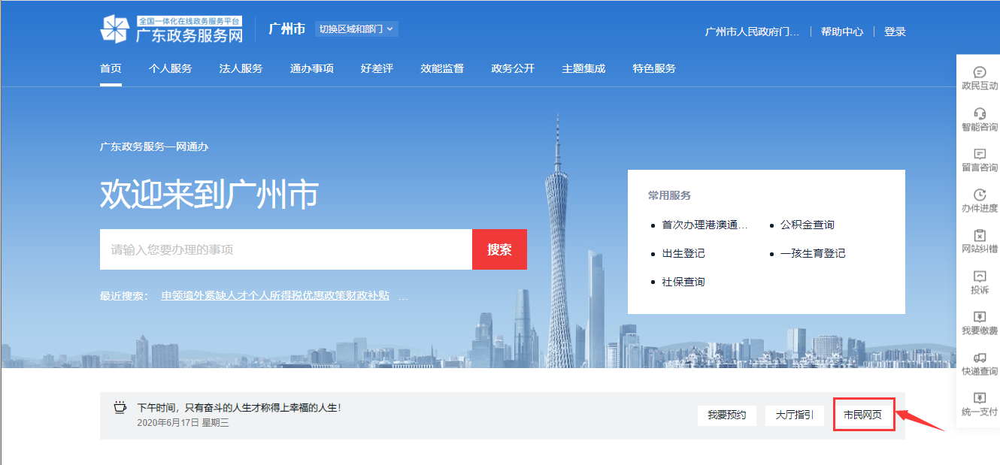 全国一体化在线政务服务平台
广东政务服务网
广州市
切换区域和部门
广州市人民政府门...
帮助中心
登录
首页 个人服务 法人服务 通办事项 好差评 效能监督 政务公开 主题集成 特色服务
广东政务服务一网通办
欢迎来到广州市
请输入您要办理的事项
搜索
最近搜索： 申领境外紧缺人才个人所得税优惠政策财政补贴 ...
常用服务
首次办理港澳通... 公积金查询
出生登记 一孩生育登记
社保查询
下午时间，只有奋斗的人生才称得上幸福的人生！
2020年6月17日 星期三
我要预约 大厅指引 市民网页
政民互动
智能咨询
留言咨询
办件进度
网站纠错
投诉
我要缴费
快递查询
统一支付